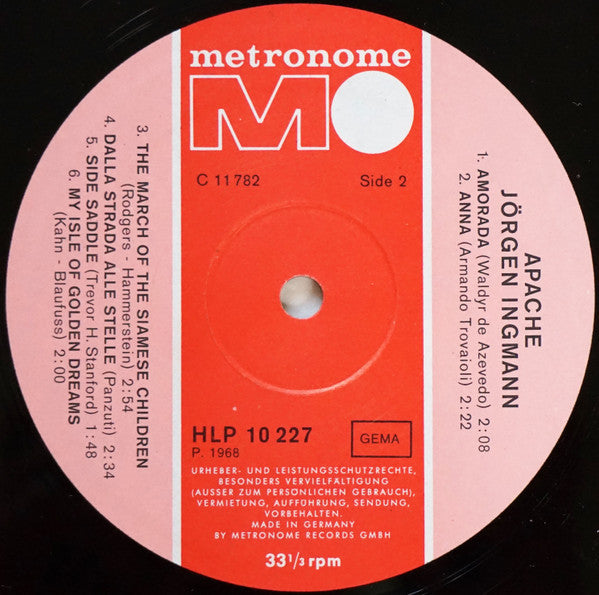 metronome
MO
C 11 782
Side 2
APACHE
JÖRGEN INGMANN
1. AMORADA (Waldyr de Azevedo) 2:08
2. ANNA (Armando Trovaioli) 2:22
3. THE MARCH OF THE SIAMESE CHILDREN
(Rodgers - Hammerstein) 2:54
4. DALLA STRADA ALLE STELLE (Panzuti) 2:34
5. SIDE SADDLE (Trevor H. Stanford) 1:48
6. MY ISLE OF GOLDEN DREAMS
(Kahn - Blaufuss) 2:00
HLP 10 227
GEMA
P. 1968
URHEBER- UND LEISTUNGSSCHUTZRECHTE,
BESONDERS VERVIELFÄLTIGUNG
(AUSSER ZUM PERSÖNLICHEN GEBRAUCH),
VERMIETUNG, AUFFÜHRUNG, SENDUNG,
VORBEHALTEN.
MADE IN GERMANY
BY METRONOME RECORDS GMBH
33 1/3 rpm